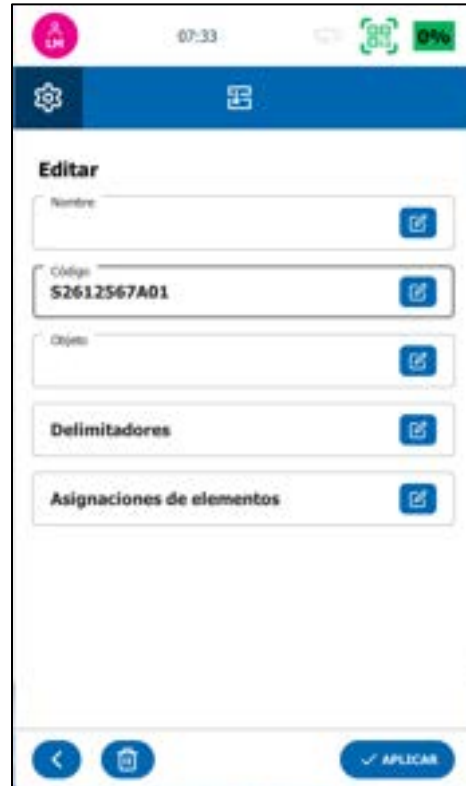 LM
07:33
0%
Editar
Nombre
Código
S2612567A01
Objeto
Delimitadores
Asignaciones de elementos
APLICAR